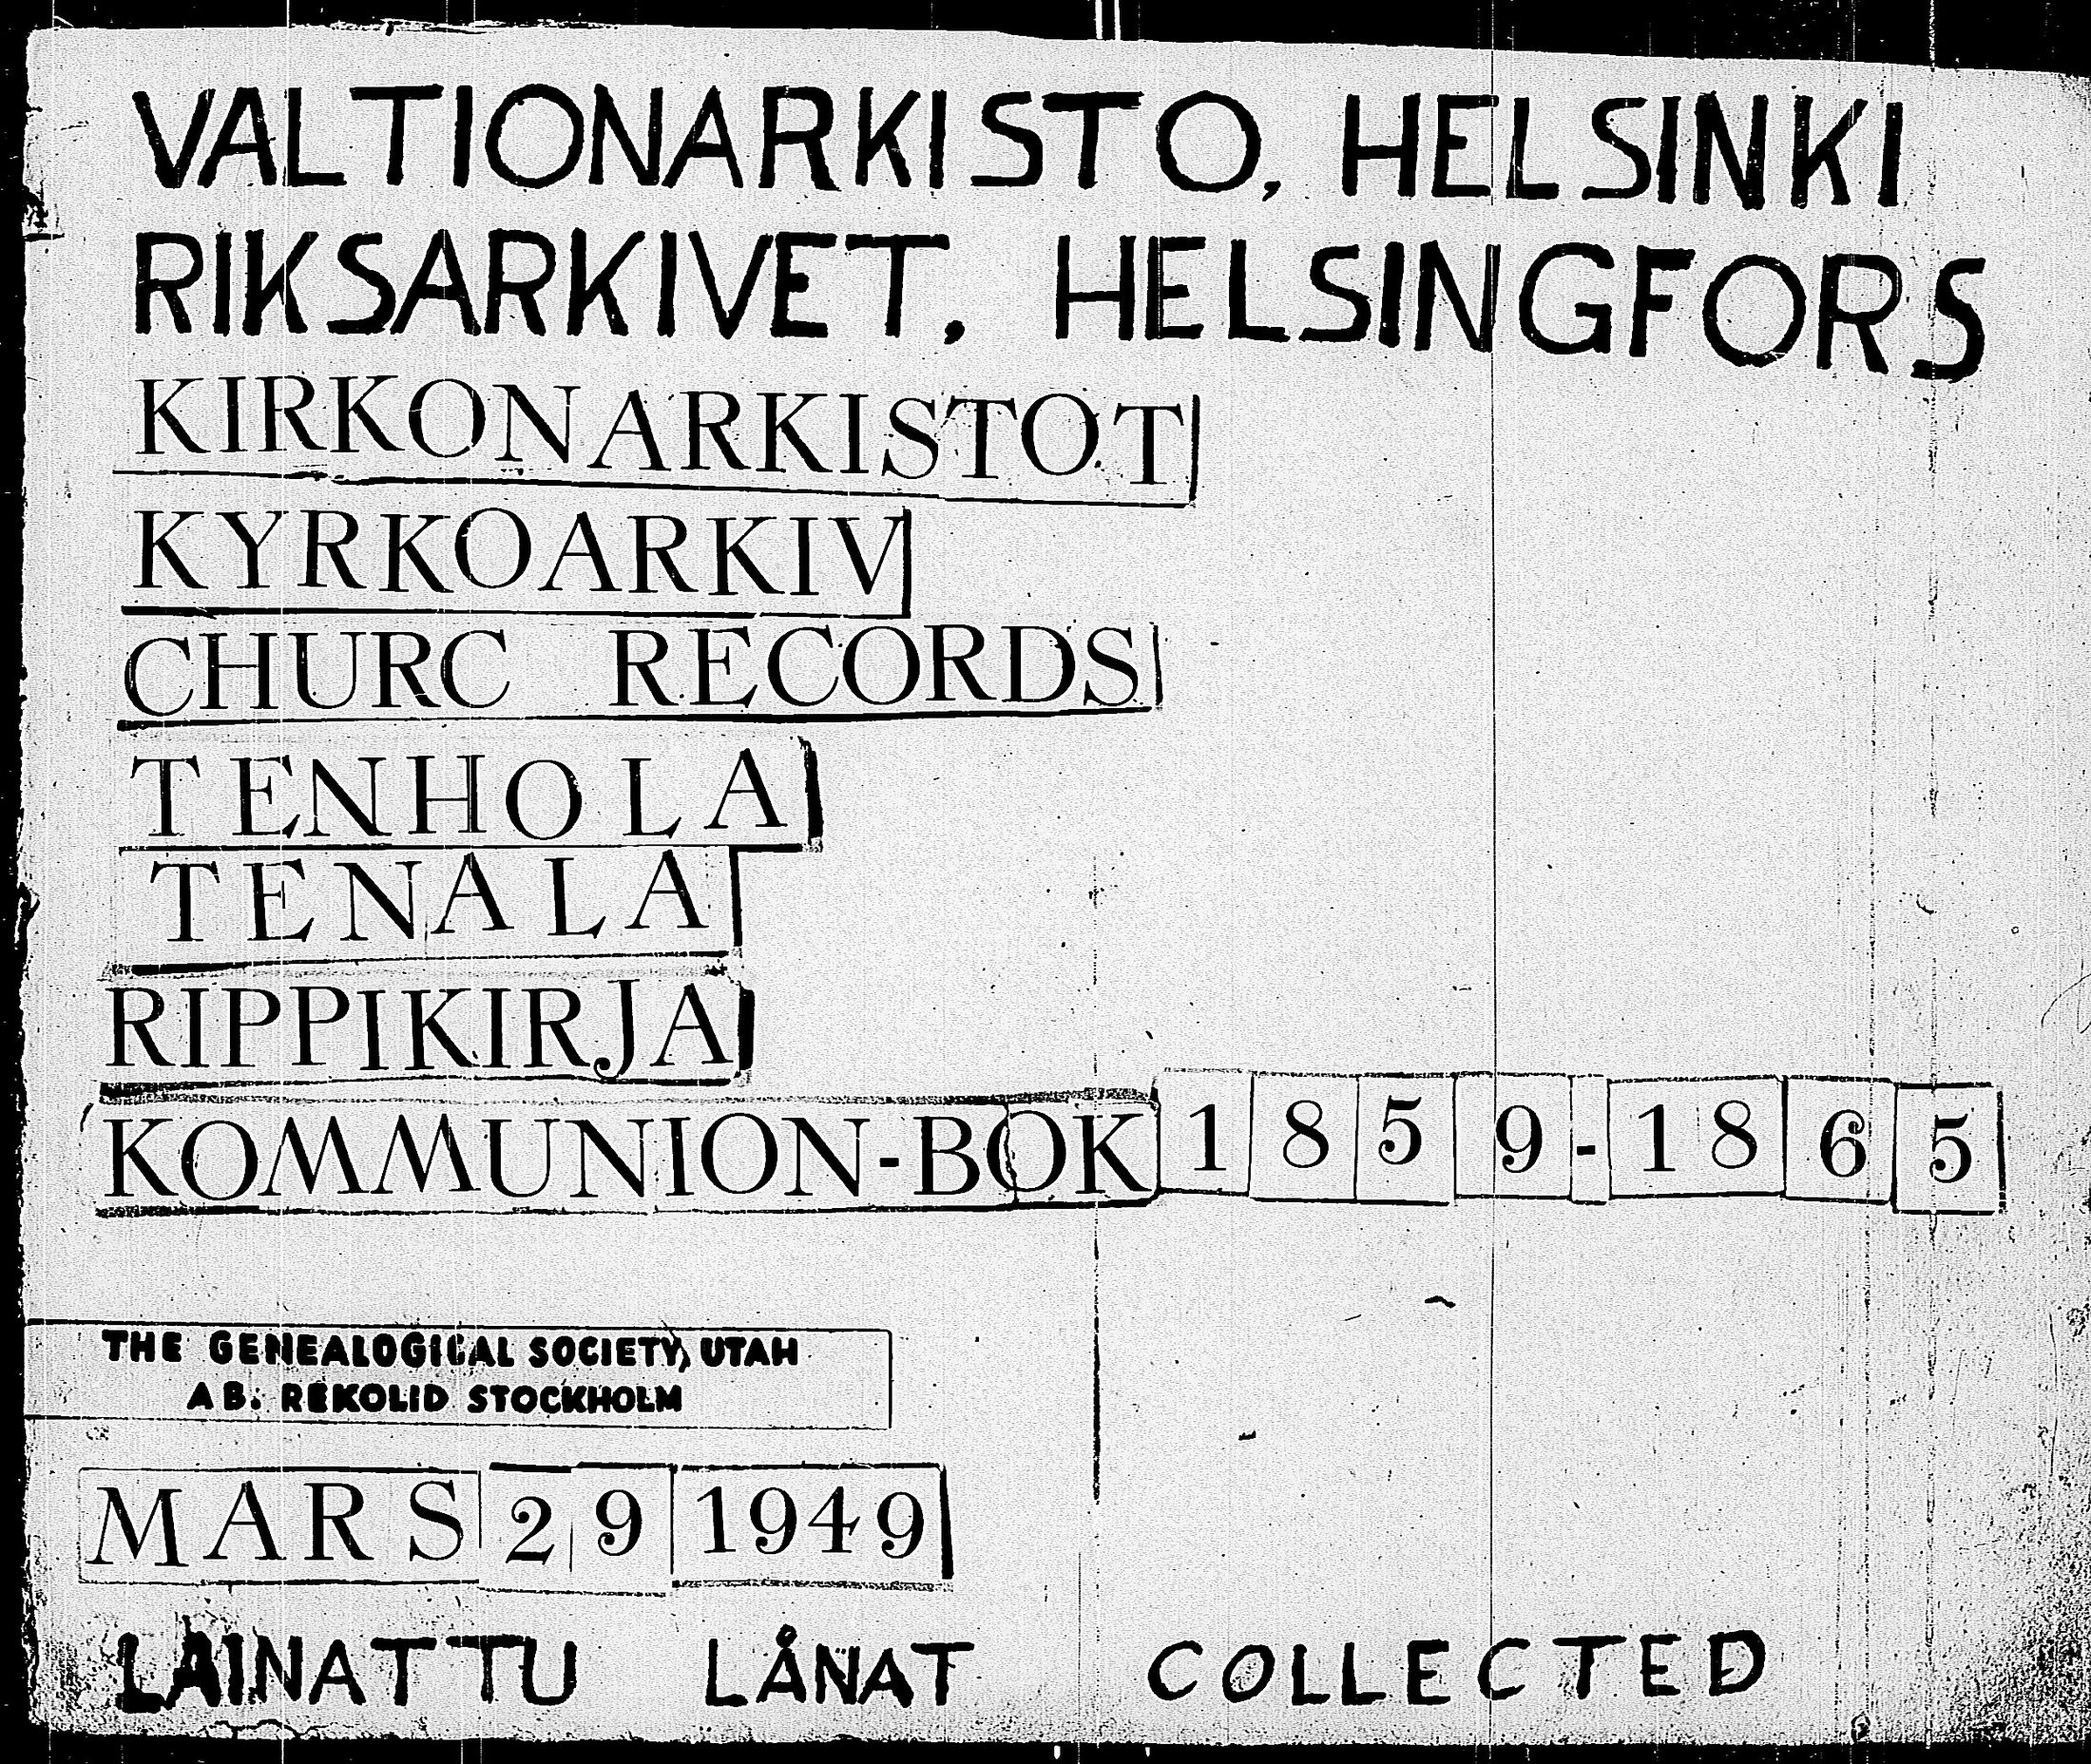 VALTIONARKISTO, HELSINKI
RIKSARKIVET, HELSINGFORS
KIRKONARKISTOT
KYRKOARKIV
CHURC RECORDS
TENHOLA
TENALA
RIPPIKIRJA
KOMMUNION-BOK 1859-1865
THE GENEALOGICAL SOCIETY, UTAH
AB. REKOLID STOCKHOLM
MARS 29 1949
LAINATTU LÅNAT COLLECTED